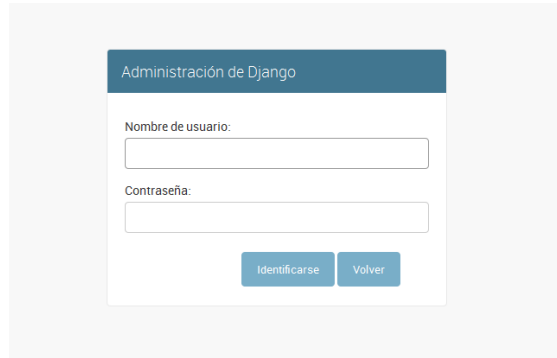 Administración de Django
Nombre de usuario:
Contraseña:
Identificarse Volver